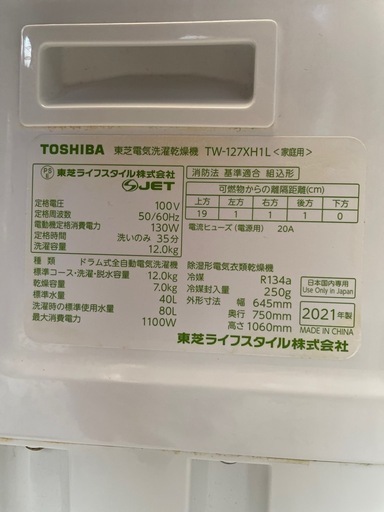 TOSHIBA 東芝電気洗濯乾燥機 TW-127XH1L <家庭用>
PSE 東芝ライフスタイル株式会社
JET
定格電圧 100V
定格周波数 50/60Hz
電動機定格消費電力 130W
定格時間 洗いのみ 35分
洗濯容量 12.0kg
消防法 基準適合 組込形
可燃物からの離隔距離(cm)
上方 左方 右方 後方 下方
19 1 1 1 0
電流ヒューズ(電源用) 20A
種類 ドラム式全自動電気洗濯機
標準コース・洗濯・脱水容量 12.0kg
乾燥容量 7.0kg
標準水量 40L
洗濯時の標準使用水量 80L
最大消費電力 1100W
除湿形電気衣類乾燥機
冷媒 R134a
冷媒封入量 250g
外形寸法 幅 645mm
奥行 750mm
高さ 1060mm
日本国内専用
Use Only in Japan
2021年製
MADE IN CHINA
東芝ライフスタイル株式会社